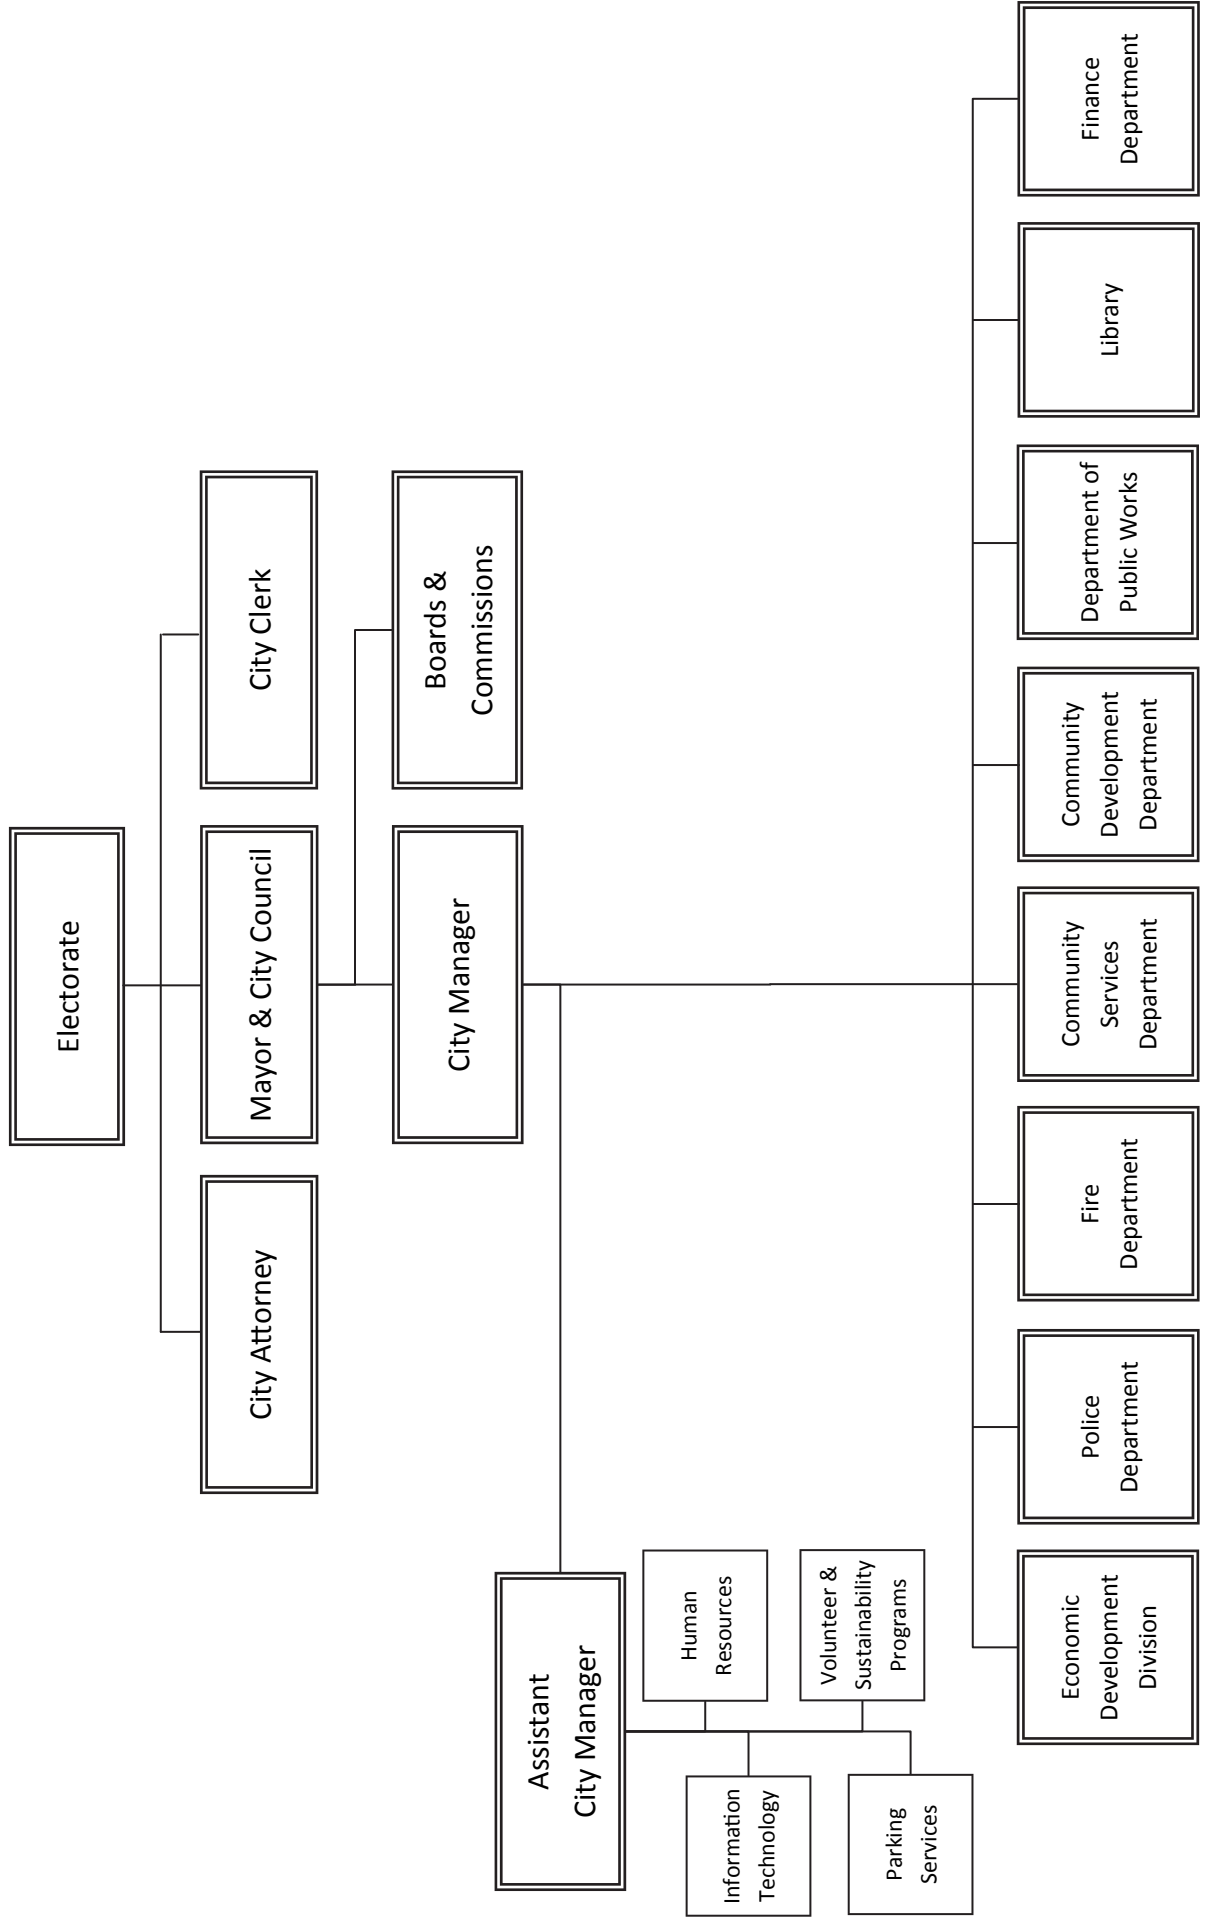 Electorate
City Attorney
Mayor & City Council
City Clerk
City Manager
Boards &
Commissions
Assistant
City Manager
Human
Resources
Information
Technology
Volunteer &
Sustainability
Programs
Parking
Services
Economic
Development
Division
Police
Department
Fire
Department
Community
Services
Department
Community
Development
Department
Department of
Public Works
Library
Finance
Department